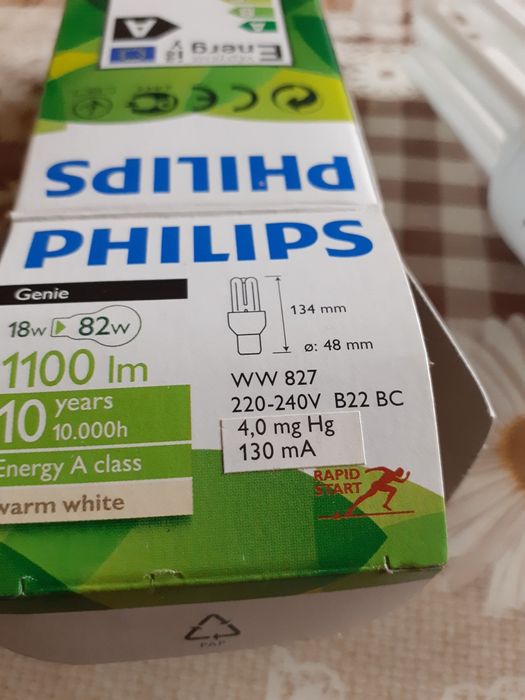 Energ
A
PHILIPS
PHILIPS
Genie
18w 82w
1100 lm
10 years
10.000h
Energy A class
warm white
134 mm
ø: 48 mm
WW 827
220-240V B22 BC
4,0 mg Hg
130 mA
RAPID
START
PAP